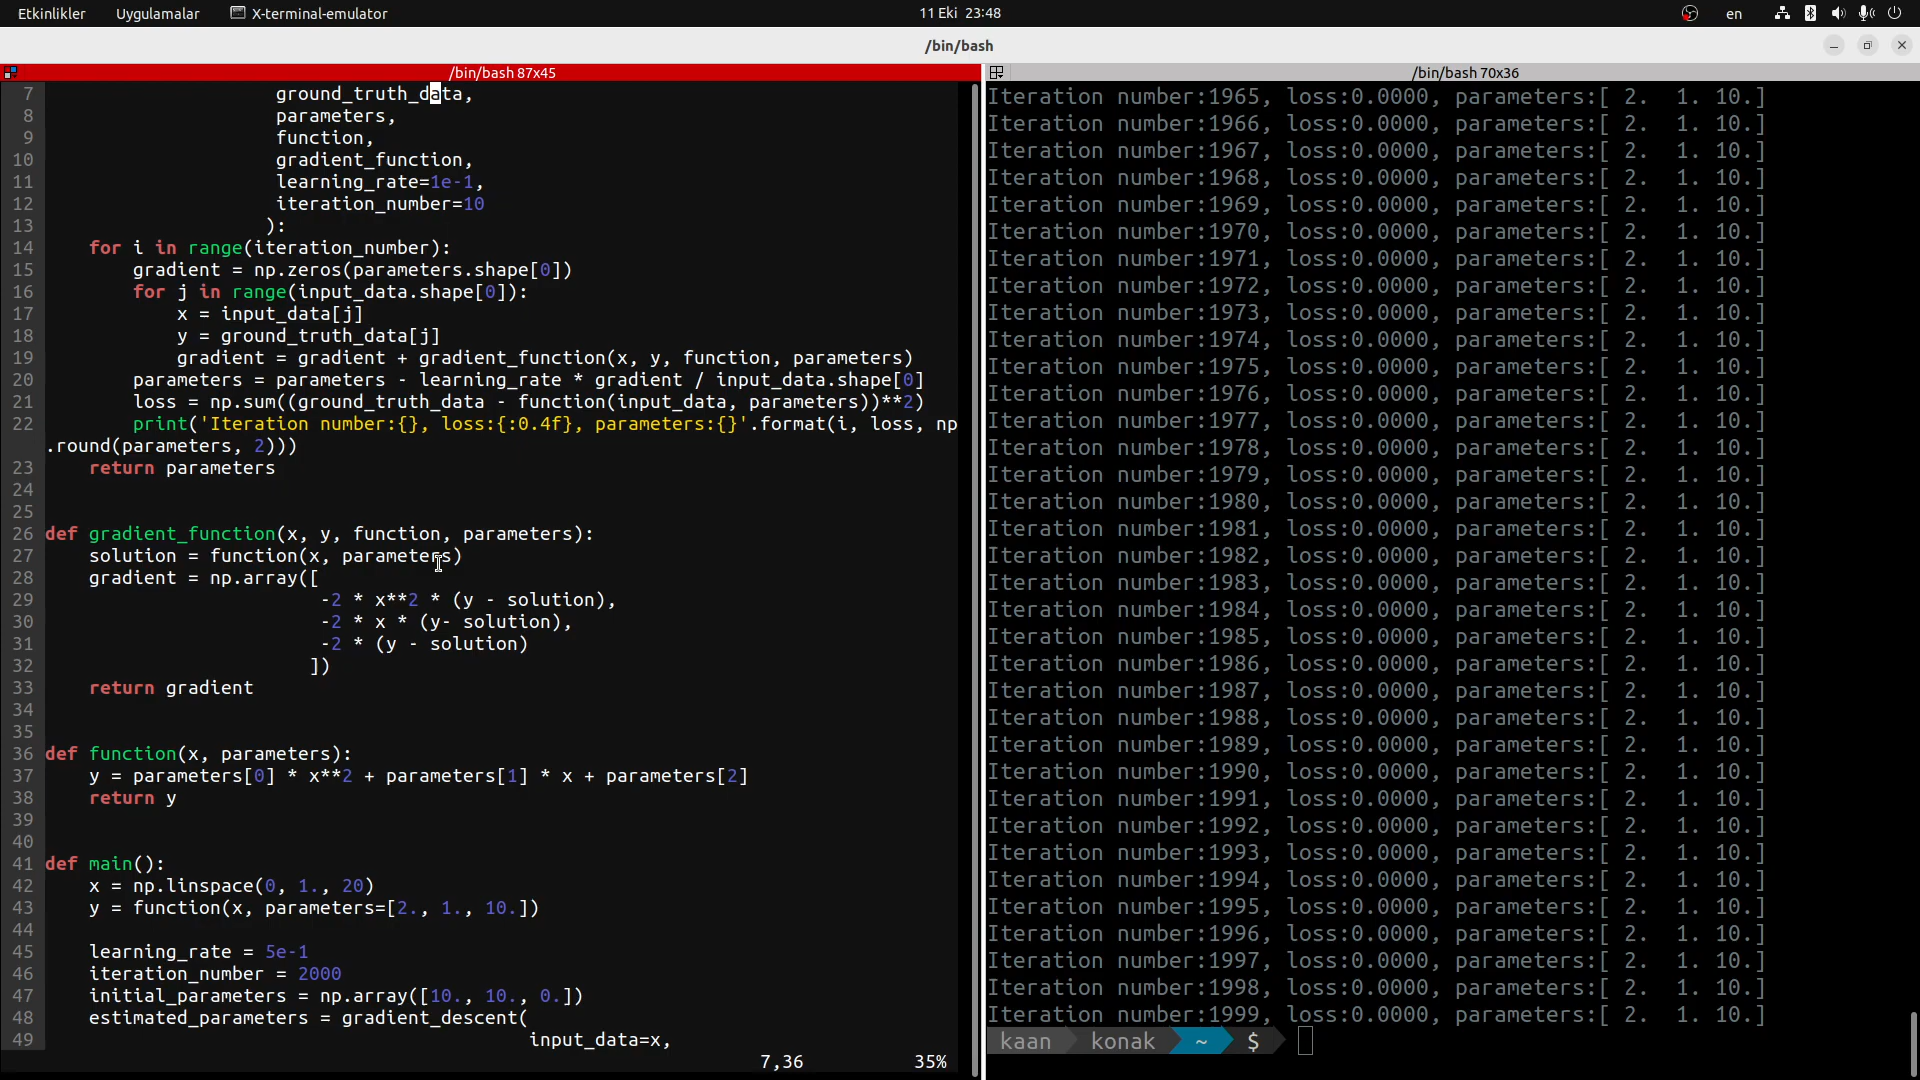 Etkinlikler Uygulamalar X-terminal-emulator 11 Eki 23:48 en
/bin/bash
/bin/bash 87x45
7 ground_truth_data,
8 parameters,
9 function,
10 gradient_function,
11 learning_rate=1e-1,
12 iteration_number=10
13 ):
14 for i in range(iteration_number):
15 gradient = np.zeros(parameters.shape[0])
16 for j in range(input_data.shape[0]):
17 x = input_data[j]
18 y = ground_truth_data[j]
19 gradient = gradient + gradient_function(x, y, function, parameters)
20 parameters = parameters - learning_rate * gradient / input_data.shape[0]
21 loss = np.sum((ground_truth_data - function(input_data, parameters))**2)
22 print('Iteration number:{}, loss:{:0.4f}, parameters:{}'.format(i, loss, np
.round(parameters, 2)))
23 return parameters
24
25
26 def gradient_function(x, y, function, parameters):
27 solution = function(x, parameters)
28 gradient = np.array([
29 -2 * x**2 * (y - solution),
30 -2 * x * (y- solution),
31 -2 * (y - solution)
32 ])
33 return gradient
34
35
36 def function(x, parameters):
37 y = parameters[0] * x**2 + parameters[1] * x + parameters[2]
38 return y
39
40
41 def main():
42 x = np.linspace(0, 1., 20)
43 y = function(x, parameters=[2., 1., 10.])
44
45 learning_rate = 5e-1
46 iteration_number = 2000
47 initial_parameters = np.array([10., 10., 0.])
48 estimated_parameters = gradient_descent(
49 input_data=x,
7,36 35%
/bin/bash 70x36
Iteration number:1965, loss:0.0000, parameters:[ 2. 1. 10.]
Iteration number:1966, loss:0.0000, parameters:[ 2. 1. 10.]
Iteration number:1967, loss:0.0000, parameters:[ 2. 1. 10.]
Iteration number:1968, loss:0.0000, parameters:[ 2. 1. 10.]
Iteration number:1969, loss:0.0000, parameters:[ 2. 1. 10.]
Iteration number:1970, loss:0.0000, parameters:[ 2. 1. 10.]
Iteration number:1971, loss:0.0000, parameters:[ 2. 1. 10.]
Iteration number:1972, loss:0.0000, parameters:[ 2. 1. 10.]
Iteration number:1973, loss:0.0000, parameters:[ 2. 1. 10.]
Iteration number:1974, loss:0.0000, parameters:[ 2. 1. 10.]
Iteration number:1975, loss:0.0000, parameters:[ 2. 1. 10.]
Iteration number:1976, loss:0.0000, parameters:[ 2. 1. 10.]
Iteration number:1977, loss:0.0000, parameters:[ 2. 1. 10.]
Iteration number:1978, loss:0.0000, parameters:[ 2. 1. 10.]
Iteration number:1979, loss:0.0000, parameters:[ 2. 1. 10.]
Iteration number:1980, loss:0.0000, parameters:[ 2. 1. 10.]
Iteration number:1981, loss:0.0000, parameters:[ 2. 1. 10.]
Iteration number:1982, loss:0.0000, parameters:[ 2. 1. 10.]
Iteration number:1983, loss:0.0000, parameters:[ 2. 1. 10.]
Iteration number:1984, loss:0.0000, parameters:[ 2. 1. 10.]
Iteration number:1985, loss:0.0000, parameters:[ 2. 1. 10.]
Iteration number:1986, loss:0.0000, parameters:[ 2. 1. 10.]
Iteration number:1987, loss:0.0000, parameters:[ 2. 1. 10.]
Iteration number:1988, loss:0.0000, parameters:[ 2. 1. 10.]
Iteration number:1989, loss:0.0000, parameters:[ 2. 1. 10.]
Iteration number:1990, loss:0.0000, parameters:[ 2. 1. 10.]
Iteration number:1991, loss:0.0000, parameters:[ 2. 1. 10.]
Iteration number:1992, loss:0.0000, parameters:[ 2. 1. 10.]
Iteration number:1993, loss:0.0000, parameters:[ 2. 1. 10.]
Iteration number:1994, loss:0.0000, parameters:[ 2. 1. 10.]
Iteration number:1995, loss:0.0000, parameters:[ 2. 1. 10.]
Iteration number:1996, loss:0.0000, parameters:[ 2. 1. 10.]
Iteration number:1997, loss:0.0000, parameters:[ 2. 1. 10.]
Iteration number:1998, loss:0.0000, parameters:[ 2. 1. 10.]
Iteration number:1999, loss:0.0000, parameters:[ 2. 1. 10.]
kaan konak ~ $